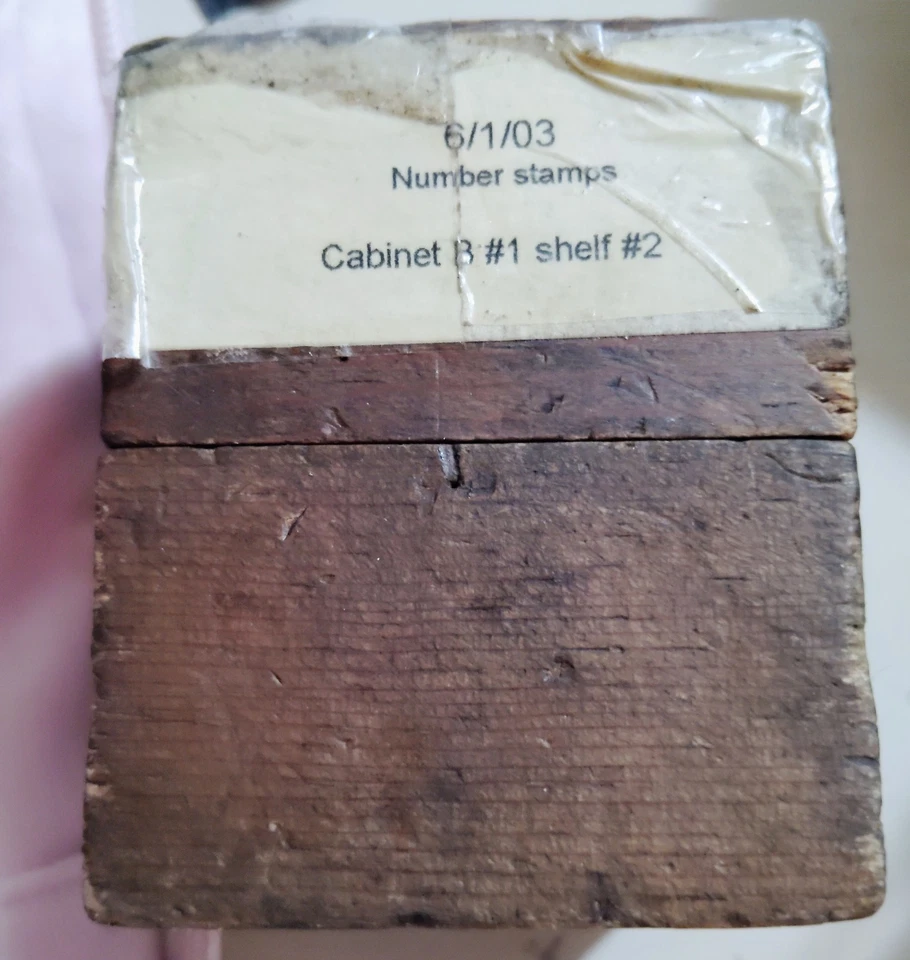 6/1/03
Number stamps
Cabinet B #1 shelf #2